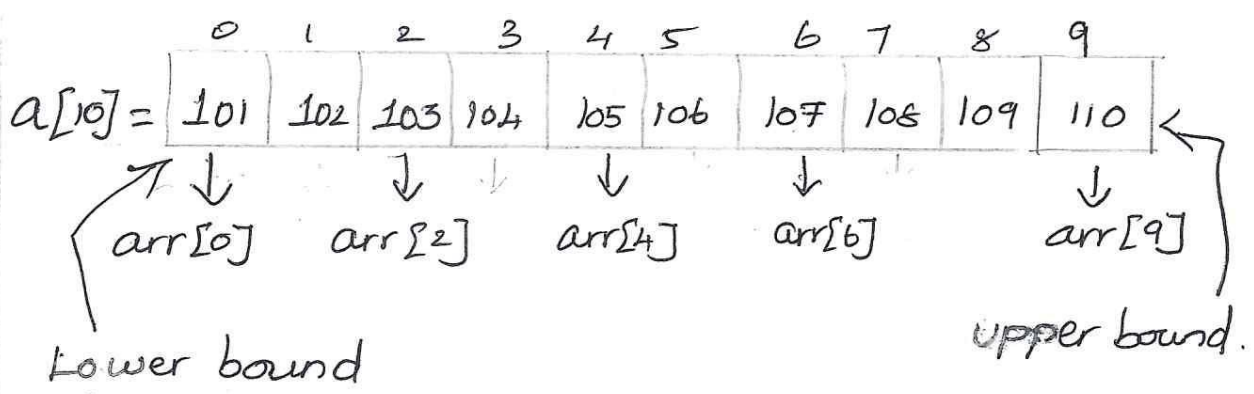 0 1 2 3 4 5 6 7 8 9
a[10] = 101 102 103 104 105 106 107 108 109 110
arr[0] arr[2] arr[4] arr[6] arr[9]
Lower bound upper bound.